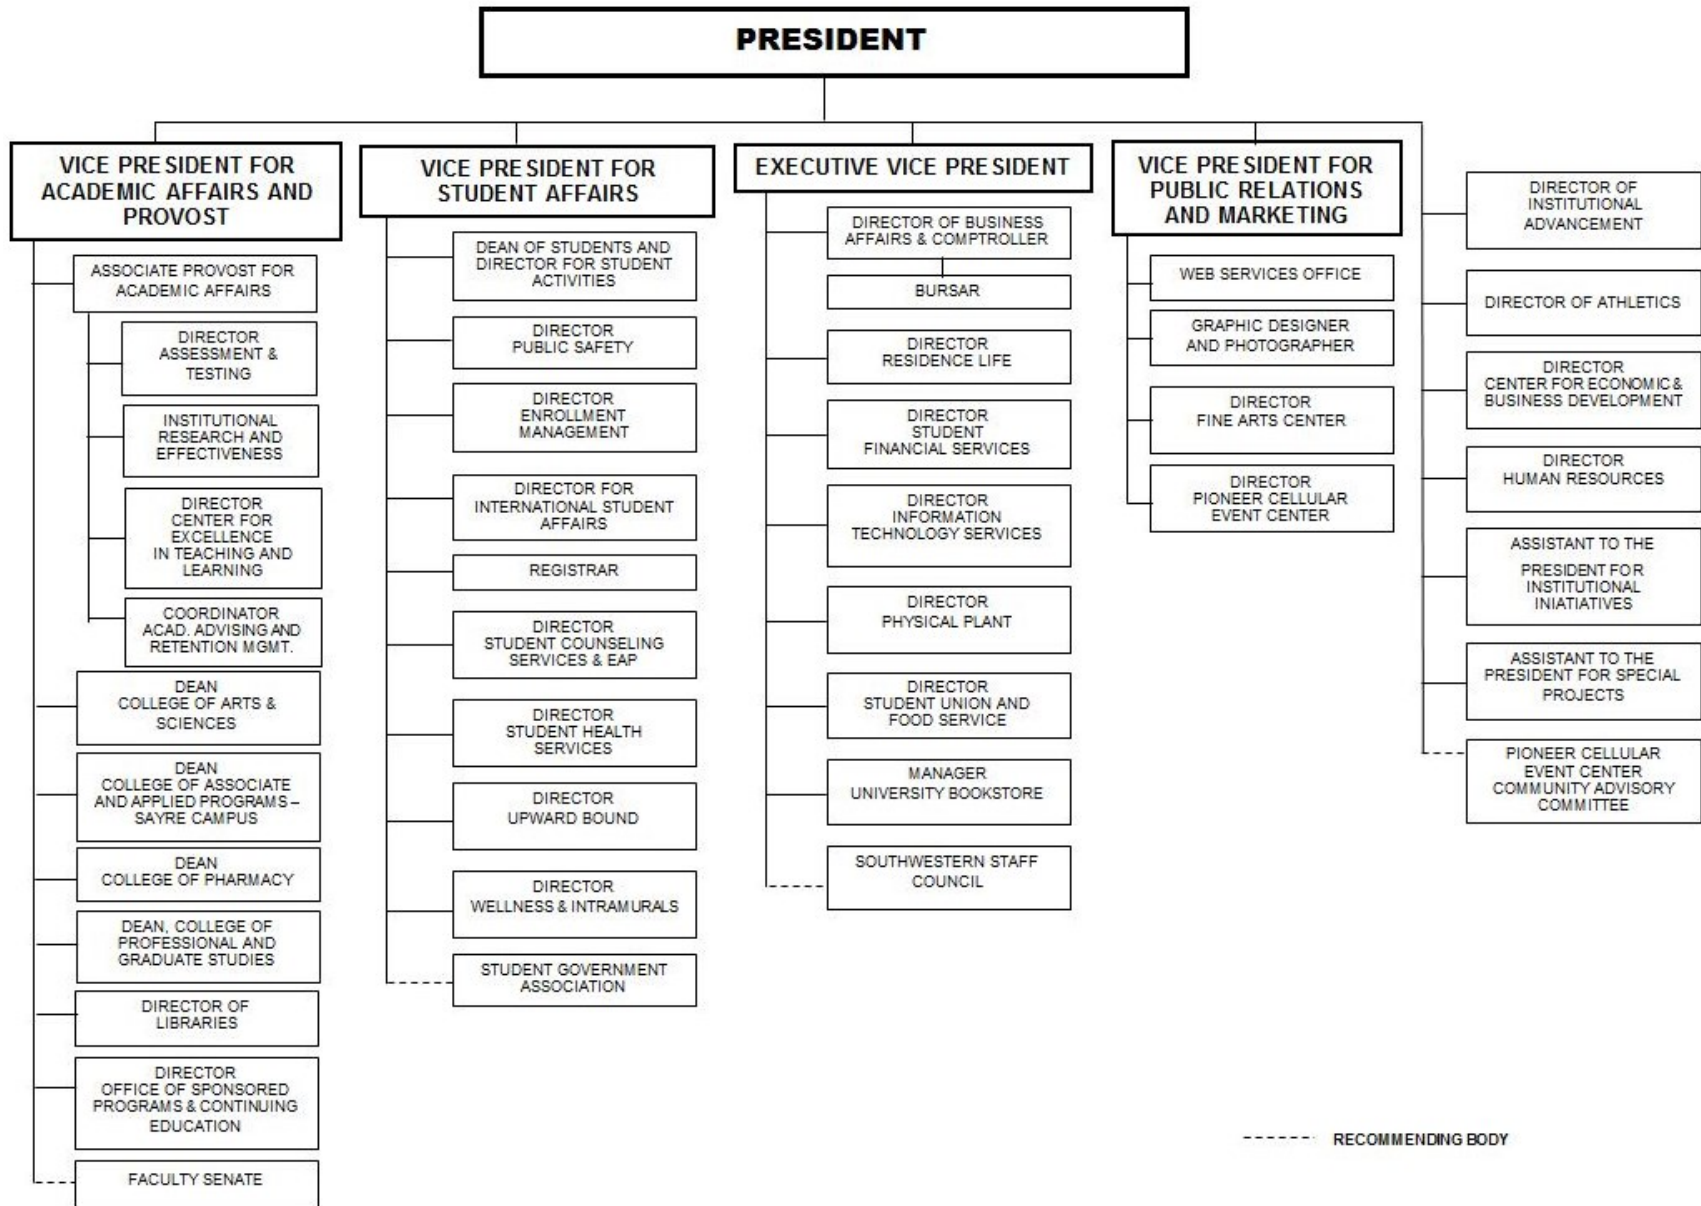 PRESIDENT
VICE PRESIDENT FOR
ACADEMIC AFFAIRS AND
PROVOST
ASSOCIATE PROVOST FOR
ACADEMIC AFFAIRS
DIRECTOR
ASSESSMENT &
TESTING
INSTITUTIONAL
RESEARCH AND
EFFECTIVENESS
DIRECTOR
CENTER FOR
EXCELLENCE
IN TEACHING AND
LEARNING
COORDINATOR
ACAD. ADVISING AND
RETENTION MGMT.
DEAN
COLLEGE OF ARTS &
SCIENCES
DEAN
COLLEGE OF ASSOCIATE
AND APPLIED PROGRAMS –
SAYRE CAMPUS
DEAN
COLLEGE OF PHARMACY
DEAN, COLLEGE OF
PROFESSIONAL AND
GRADUATE STUDIES
DIRECTOR OF
LIBRARIES
DIRECTOR
OFFICE OF SPONSORED
PROGRAMS & CONTINUING
EDUCATION
FACULTY SENATE
VICE PRESIDENT FOR
STUDENT AFFAIRS
DEAN OF STUDENTS AND
DIRECTOR FOR STUDENT
ACTIVITIES
DIRECTOR
PUBLIC SAFETY
DIRECTOR
ENROLLMENT
MANAGEMENT
DIRECTOR FOR
INTERNATIONAL STUDENT
AFFAIRS
REGISTRAR
DIRECTOR
STUDENT COUNSELING
SERVICES & EAP
DIRECTOR
STUDENT HEALTH
SERVICES
DIRECTOR
UPWARD BOUND
DIRECTOR
WELLNESS & INTRAMURALS
STUDENT GOVERNMENT
ASSOCIATION
EXECUTIVE VICE PRESIDENT
DIRECTOR OF BUSINESS
AFFAIRS & COMPTROLLER
BURSAR
DIRECTOR
RESIDENCE LIFE
DIRECTOR
STUDENT
FINANCIAL SERVICES
DIRECTOR
INFORMATION
TECHNOLOGY SERVICES
DIRECTOR
PHYSICAL PLANT
DIRECTOR
STUDENT UNION AND
FOOD SERVICE
MANAGER
UNIVERSITY BOOKSTORE
SOUTHWESTERN STAFF
COUNCIL
VICE PRESIDENT FOR
PUBLIC RELATIONS
AND MARKETING
WEB SERVICES OFFICE
GRAPHIC DESIGNER
AND PHOTOGRAPHER
DIRECTOR
FINE ARTS CENTER
DIRECTOR
PIONEER CELLULAR
EVENT CENTER
DIRECTOR OF
INSTITUTIONAL
ADVANCEMENT
DIRECTOR OF ATHLETICS
DIRECTOR
CENTER FOR ECONOMIC &
BUSINESS DEVELOPMENT
DIRECTOR
HUMAN RESOURCES
ASSISTANT TO THE
PRESIDENT FOR
INSTITUTIONAL
INIATIATIVES
ASSISTANT TO THE
PRESIDENT FOR SPECIAL
PROJECTS
PIONEER CELLULAR
EVENT CENTER
COMMUNITY ADVISORY
COMMITTEE
RECOMMENDING BODY